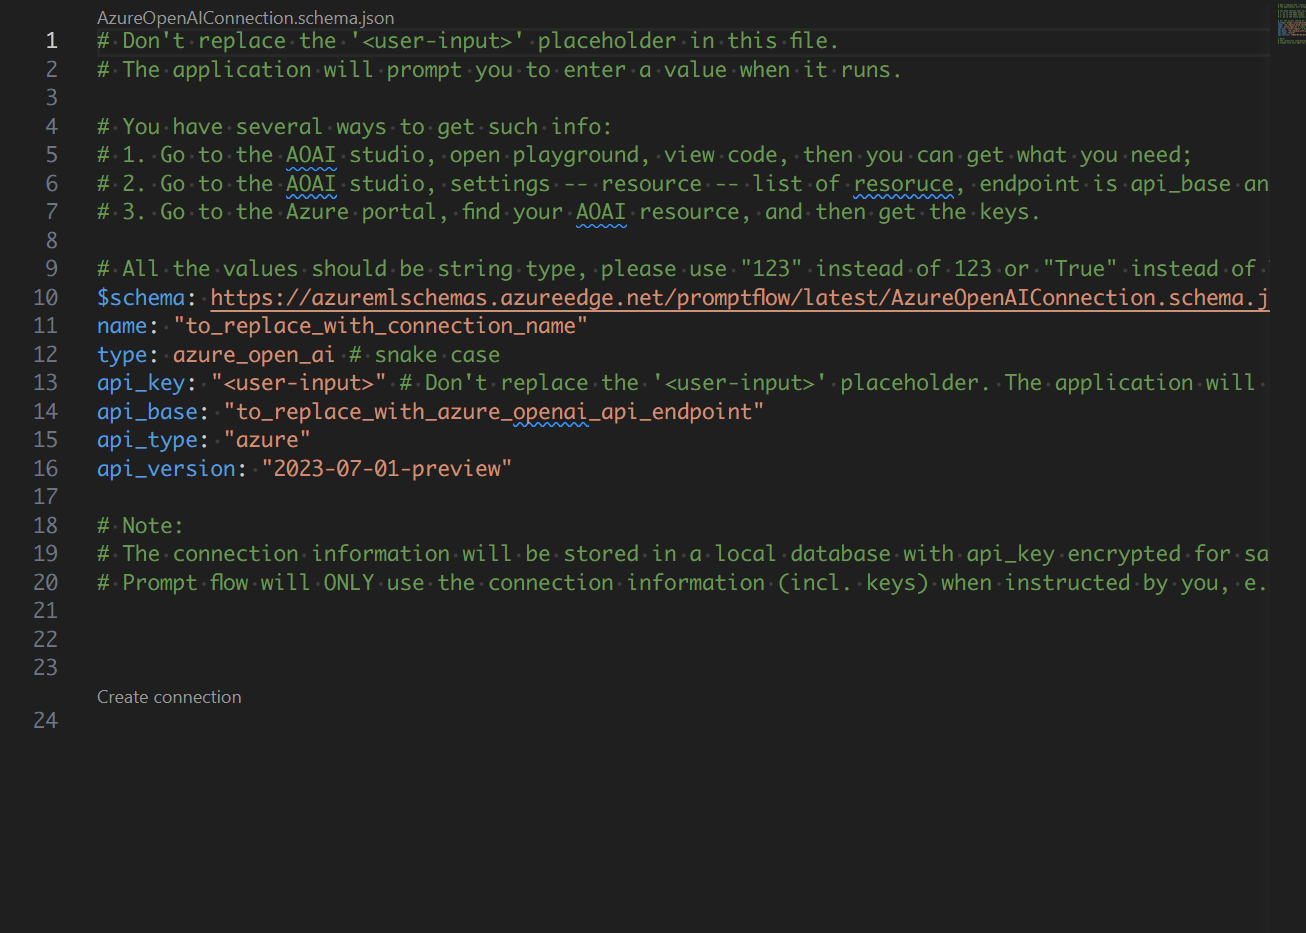 AzureOpenAIConnection.schema.json
1 # Don't replace the '<user-input>' placeholder in this file.
2 # The application will prompt you to enter a value when it runs.
3
4 # You have several ways to get such info:
5 # 1. Go to the AOAI studio, open playground, view code, then you can get what you need;
6 # 2. Go to the AOAI studio, settings -- resource -- list of resoruce, endpoint is api_base an
7 # 3. Go to the Azure portal, find your AOAI resource, and then get the keys.
8
9 # All the values should be string type, please use "123" instead of 123 or "True" instead of
10 $schema: https://azuremlschemas.azureedge.net/promptflow/latest/AzureOpenAIConnection.schema.j
11 name: "to_replace_with_connection_name"
12 type: azure_open_ai # snake case
13 api_key: "<user-input>" # Don't replace the '<user-input>' placeholder. The application will
14 api_base: "to_replace_with_azure_openai_api_endpoint"
15 api_type: "azure"
16 api_version: "2023-07-01-preview"
17
18 # Note:
19 # The connection information will be stored in a local database with api_key encrypted for sa
20 # Prompt flow will ONLY use the connection information (incl. keys) when instructed by you, e.
21
22
23
Create connection
24